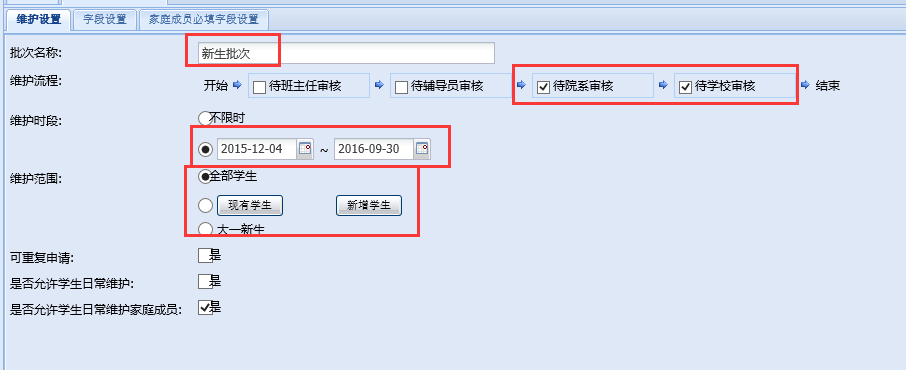 维护设置 字段设置 家庭成员必填字段设置
批次名称: 新生批次
维护流程: 开始 待班主任审核 待辅导员审核 待院系审核 待学校审核 结束
维护时段: 不限时
2015-12-04 ~ 2016-09-30
维护范围: 全部学生
现有学生 新增学生
大一新生
可重复申请: 是
是否允许学生日常维护: 是
是否允许学生日常维护家庭成员: 是